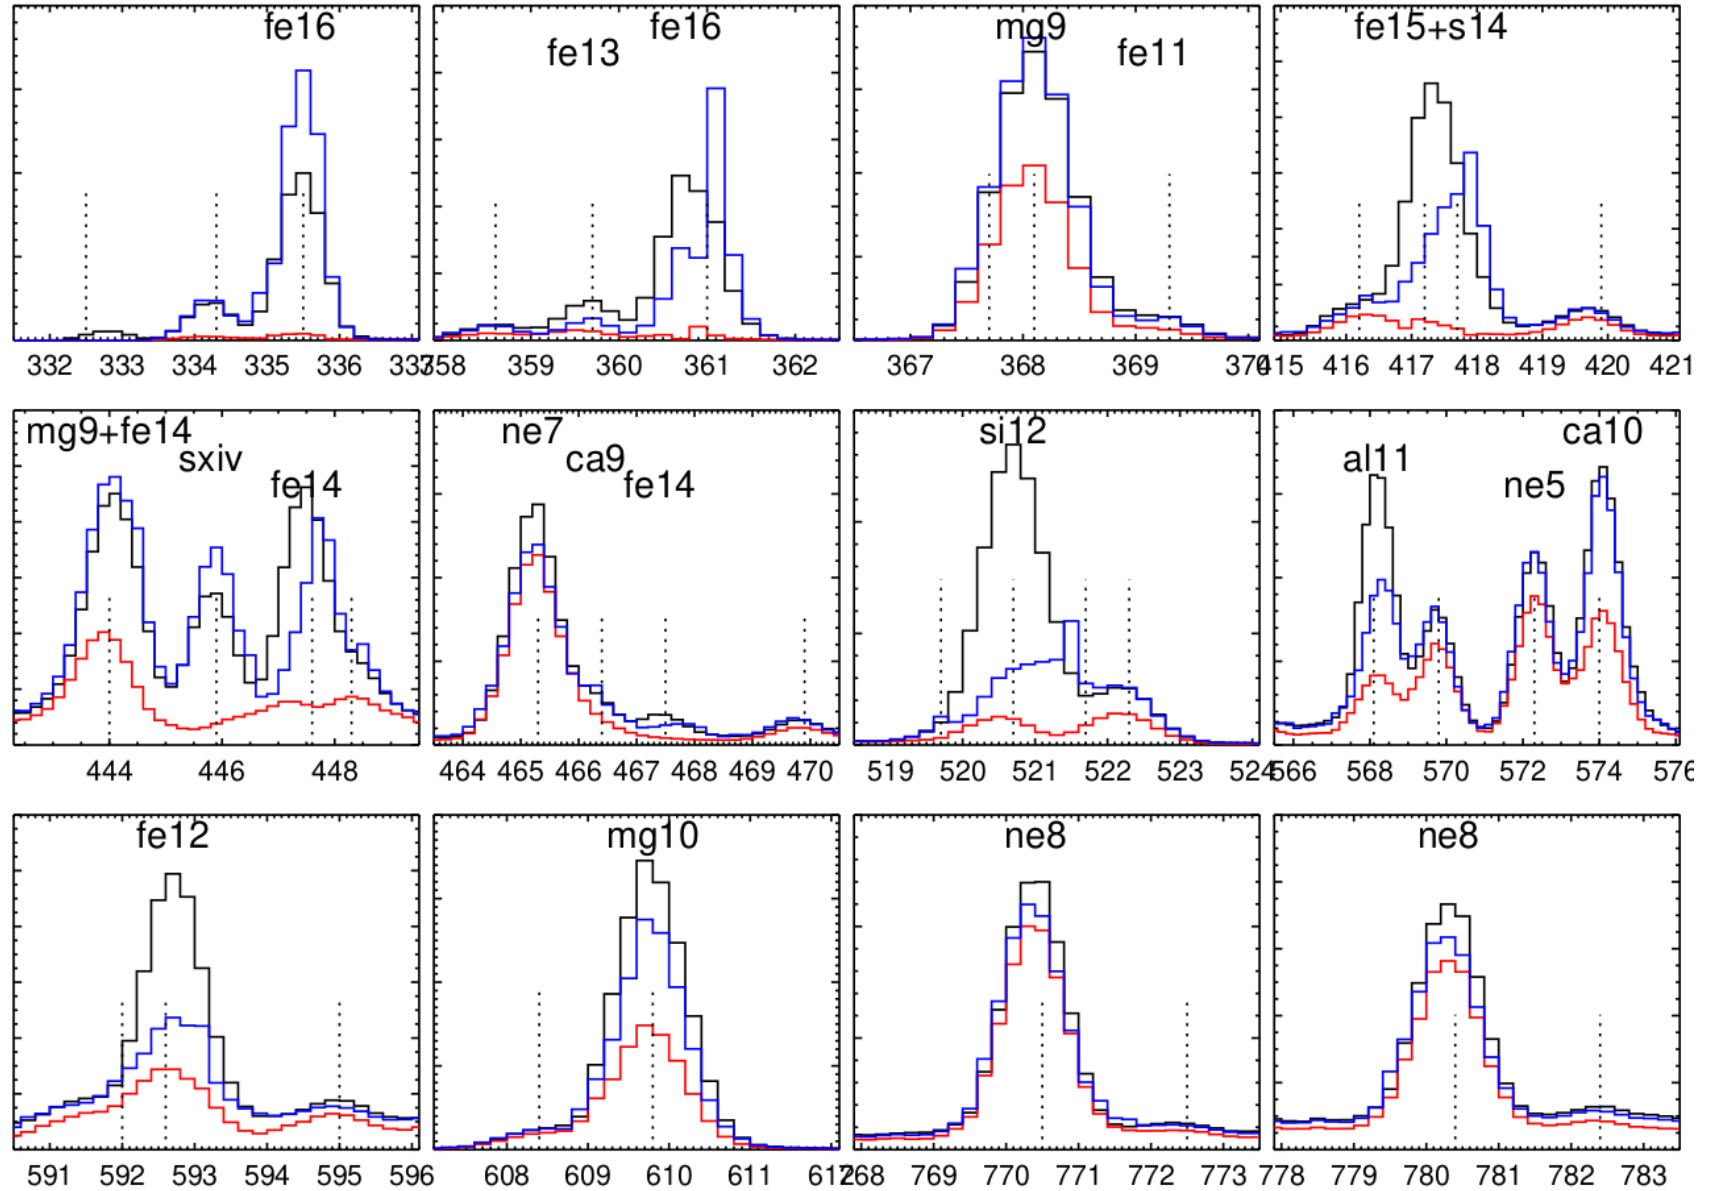 fe16
fe16
fe13
mg9
fe11
fe15+s14
332 333 334 335 336 337
358 359 360 361 362
367 368 369 370
415 416 417 418 419 420 421
mg9+fe14
sxiv
fe14
ne7
ca9
fe14
si12
ca10
al11
ne5
444 446 448
464 465 466 467 468 469 470
519 520 521 522 523 524
566 568 570 572 574 576
fe12
mg10
ne8
ne8
591 592 593 594 595 596
608 609 610 611 612
768 769 770 771 772 773
778 779 780 781 782 783